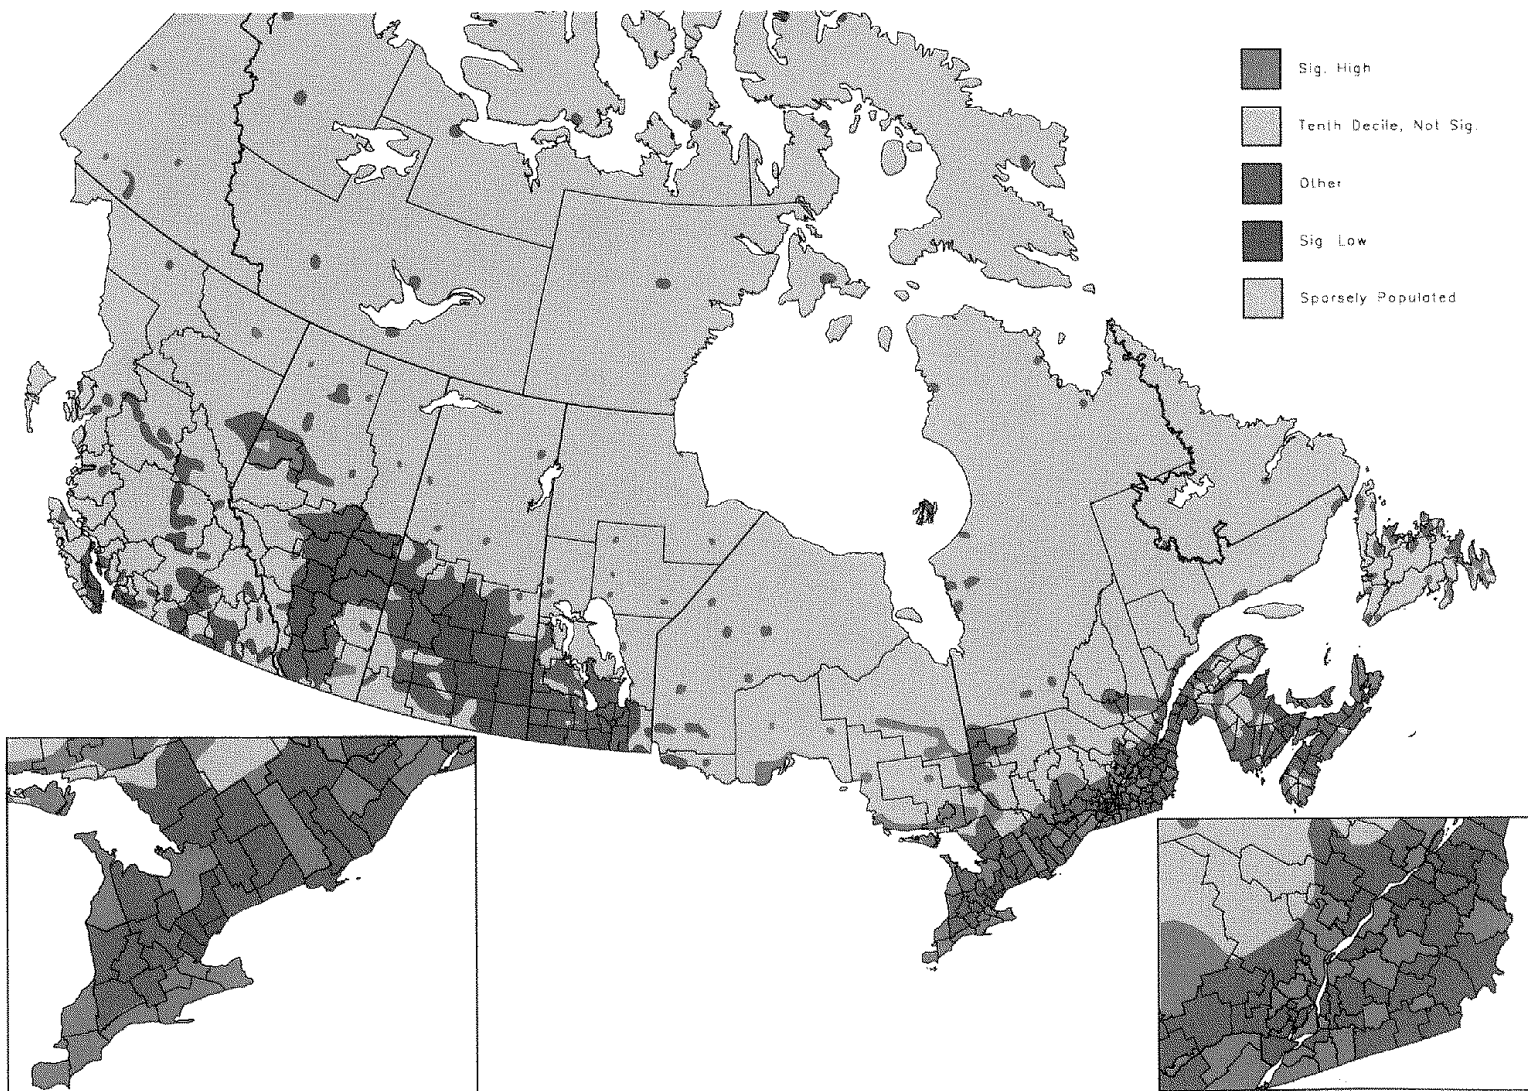 Sig. High
Tenth Decile, Not Sig.
Other
Sig. Low
Sparsely Populated